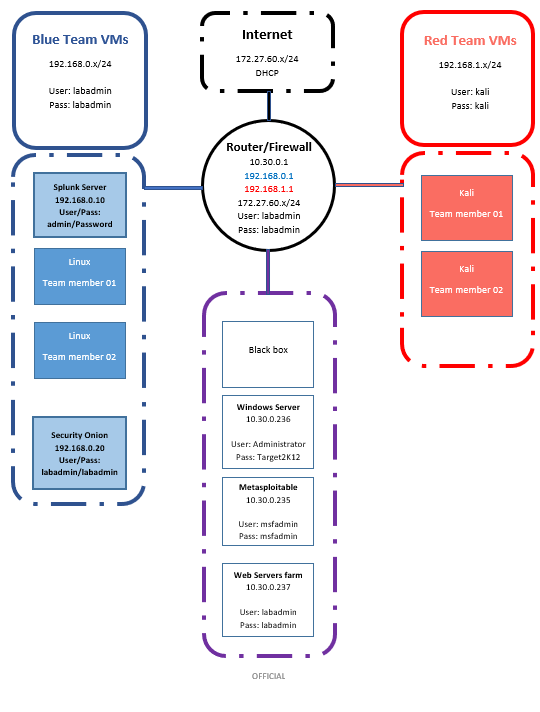 Blue Team VMs
192.168.0.x/24
User: labadmin
Pass: labadmin
Internet
172.27.60.x/24
DHCP
Red Team VMs
192.168.1.x/24
User: kali
Pass: kali
Router/Firewall
10.30.0.1
192.168.0.1
192.168.1.1
172.27.60.x/24
User: labadmin
Pass: labadmin
Splunk Server
192.168.0.10
User/Pass:
admin/Password
Linux
Team member 01
Linux
Team member 02
Security Onion
192.168.0.20
User/Pass:
labadmin/labadmin
Kali
Team member 01
Kali
Team member 02
Black box
Windows Server
10.30.0.236
User: Administrator
Pass: Target2K12
Metasploitable
10.30.0.235
User: msfadmin
Pass: msfadmin
Web Servers farm
10.30.0.237
User: labadmin
Pass: labadmin
OFFICIAL